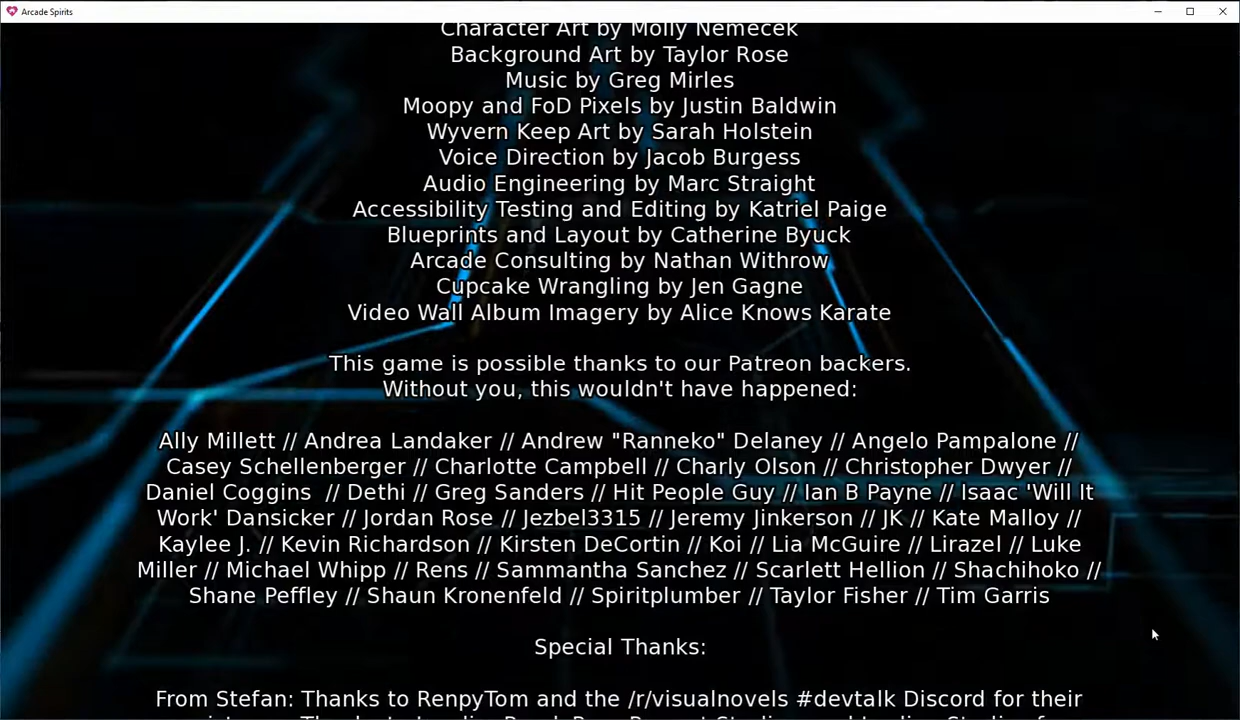 Arcade Spirits
Character Art by Molly Nemecek
Background Art by Taylor Rose
Music by Greg Mirles
Moopy and FoD Pixels by Justin Baldwin
Wyvern Keep Art by Sarah Holstein
Voice Direction by Jacob Burgess
Audio Engineering by Marc Straight
Accessibility Testing and Editing by Katriel Paige
Blueprints and Layout by Catherine Byuck
Arcade Consulting by Nathan Withrow
Cupcake Wrangling by Jen Gagne
Video Wall Album Imagery by Alice Knows Karate
This game is possible thanks to our Patreon backers.
Without you, this wouldn't have happened:
Ally Millett // Andrea Landaker // Andrew "Ranneko" Delaney // Angelo Pampalone //
Casey Schellenberger // Charlotte Campbell // Charly Olson // Christopher Dwyer //
Daniel Coggins // Dethi // Greg Sanders // Hit People Guy // Ian B Payne // Isaac 'Will It
Work' Dansicker // Jordan Rose // Jezbel3315 // Jeremy Jinkerson // JK // Kate Malloy //
Kaylee J. // Kevin Richardson // Kirsten DeCortin // Koi // Lia McGuire // Lirazel // Luke
Miller // Michael Whipp // Rens // Sammantha Sanchez // Scarlett Hellion // Shachihoko //
Shane Peffley // Shaun Kronenfeld // Spiritplumber // Taylor Fisher // Tim Garris
Special Thanks:
From Stefan: Thanks to RenpyTom and the /r/visualnovels #devtalk Discord for their